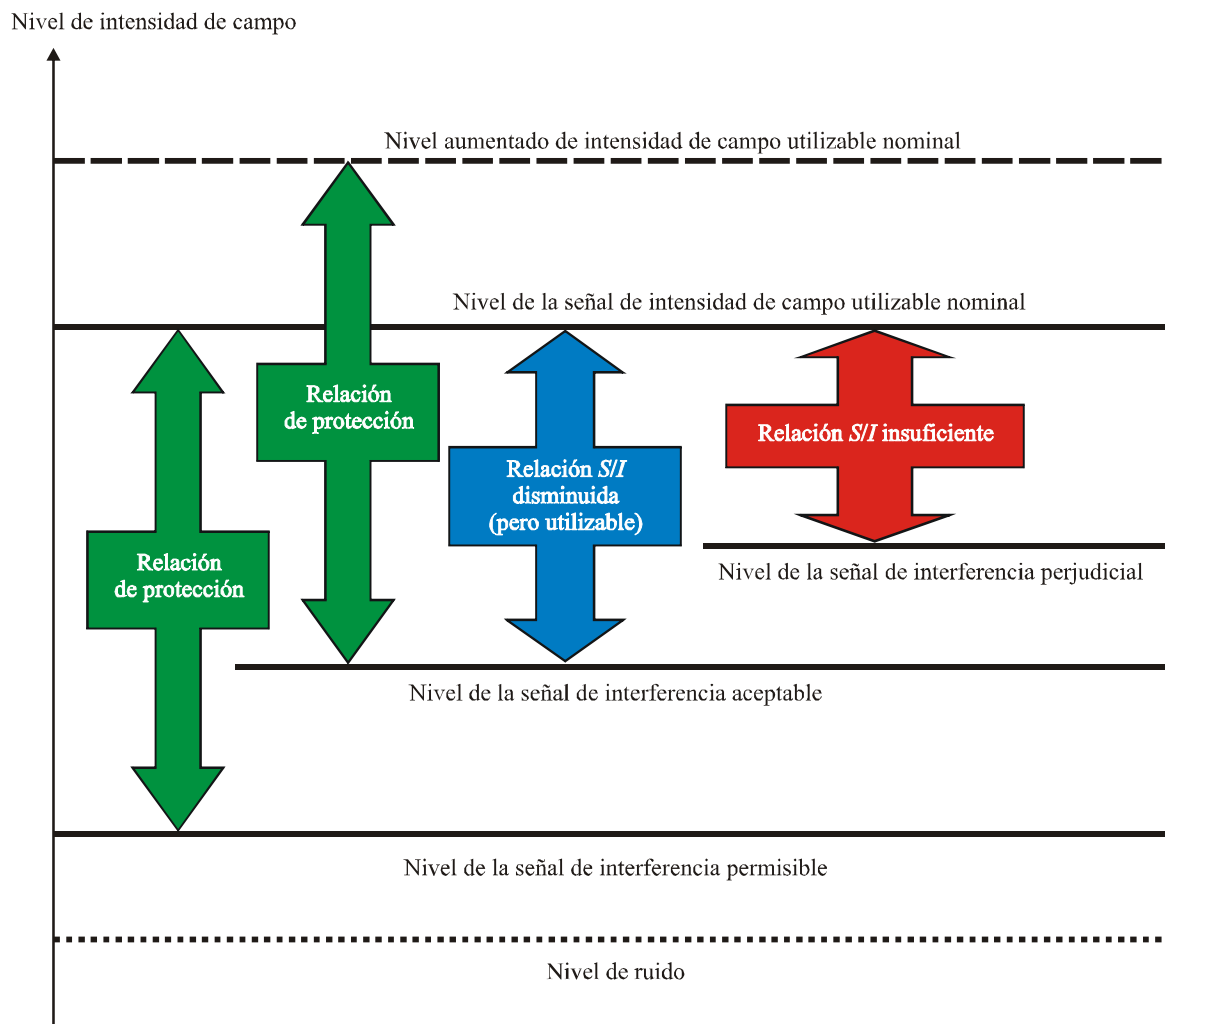 Nivel de intensidad de campo
Nivel aumentado de intensidad de campo utilizable nominal
Nivel de la señal de intensidad de campo utilizable nominal
Relación
de protección
Relación S/I insuficiente
Relación S/I
disminuida
(pero utilizable)
Relación
de protección
Nivel de la señal de interferencia perjudicial
Nivel de la señal de interferencia aceptable
Nivel de la señal de interferencia permisible
Nivel de ruido